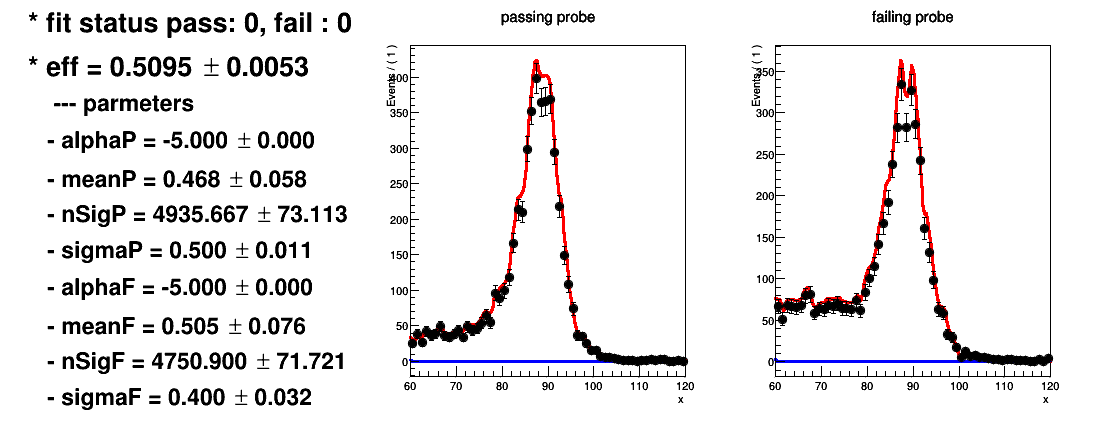 * fit status pass: 0, fail : 0
* eff = 0.5095 ± 0.0053
--- parmeters
- alphaP = -5.000 ± 0.000
- meanP = 0.468 ± 0.058
- nSigP = 4935.667 ± 73.113
- sigmaP = 0.500 ± 0.011
- alphaF = -5.000 ± 0.000
- meanF = 0.505 ± 0.076
- nSigF = 4750.900 ± 71.721
- sigmaF = 0.400 ± 0.032
passing probe
Events / ( 1 )
400
350
300
250
200
150
100
50
0
60 70 80 90 100 110 120
x
failing probe
Events / ( 1 )
350
300
250
200
150
100
50
0
60 70 80 90 100 110 120
x